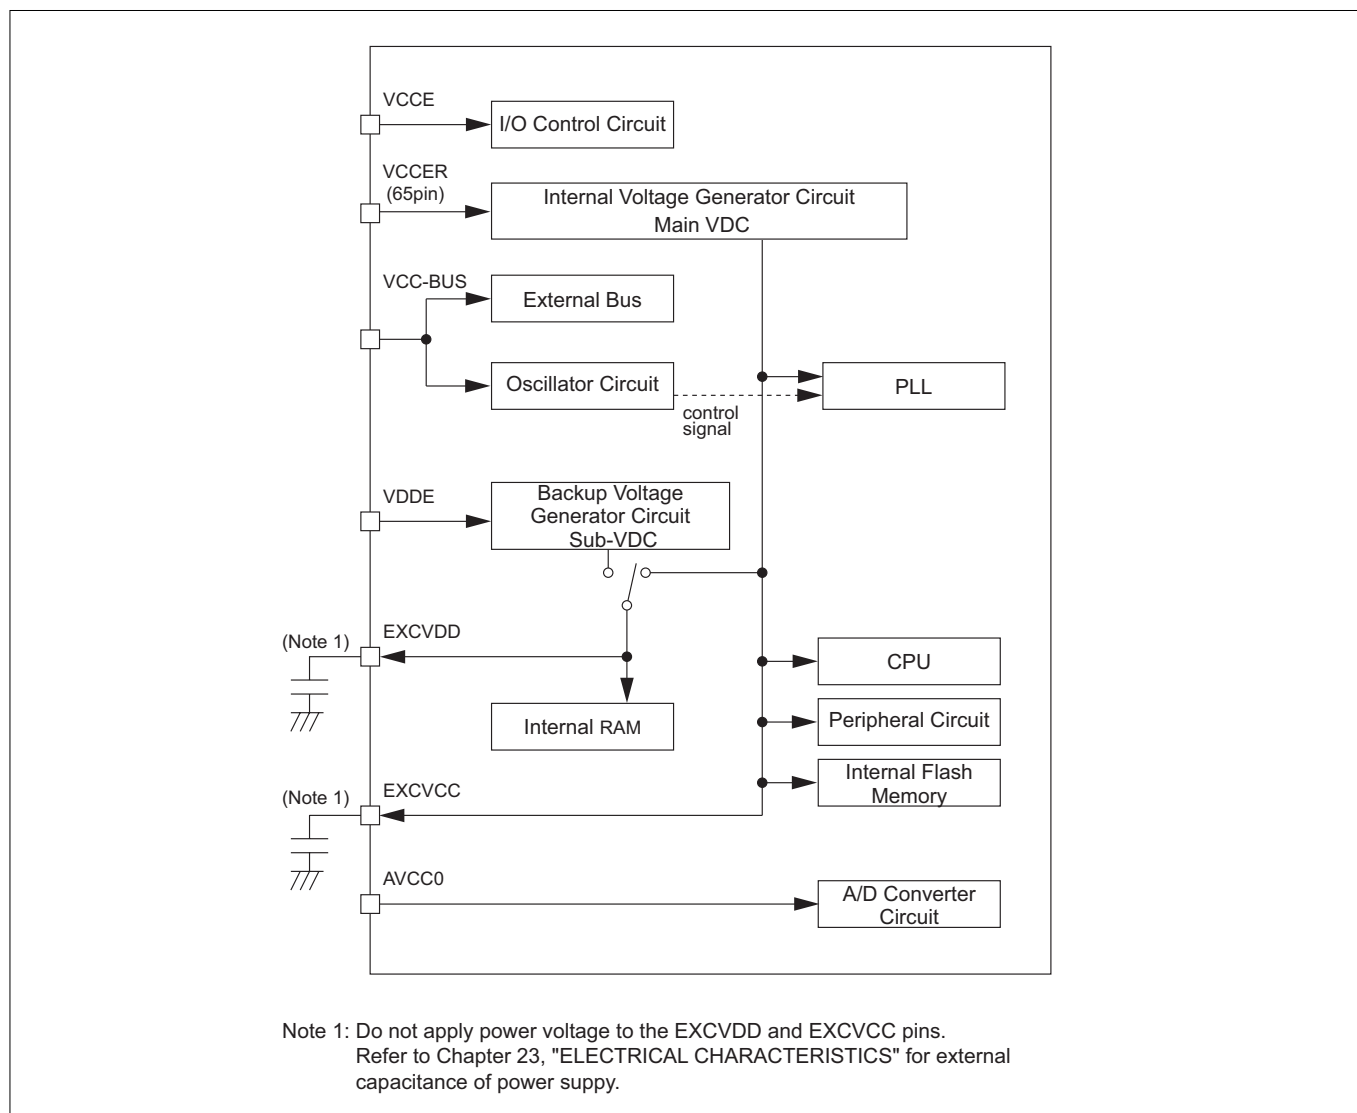 VCCE
I/O Control Circuit
VCCER
(65pin)
Internal Voltage Generator Circuit
Main VDC
VCC-BUS
External Bus
Oscillator Circuit
PLL
control
signal
VDDE
Backup Voltage
Generator Circuit
Sub-VDC
(Note 1)
EXCVDD
CPU
Internal RAM
Peripheral Circuit
Internal Flash
Memory
(Note 1)
EXCVCC
AVCC0
A/D Converter
Circuit
Note 1: Do not apply power voltage to the EXCVDD and EXCVCC pins.
Refer to Chapter 23, "ELECTRICAL CHARACTERISTICS" for external
capacitance of power suppy.